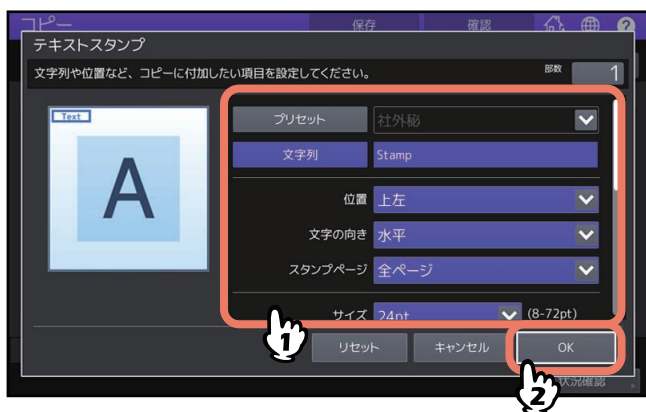 コピー
保存 確認 ?
テキストスタンプ
文字列や位置など、コピーに付加したい項目を設定してください。 部数 1
Text
A
プリセット 社外秘
文字列 Stamp
位置 上左
文字の向き 水平
スタンプページ 全ページ
サイズ 24pt (8-72pt)
1
リセット キャンセル OK
2
状況確認